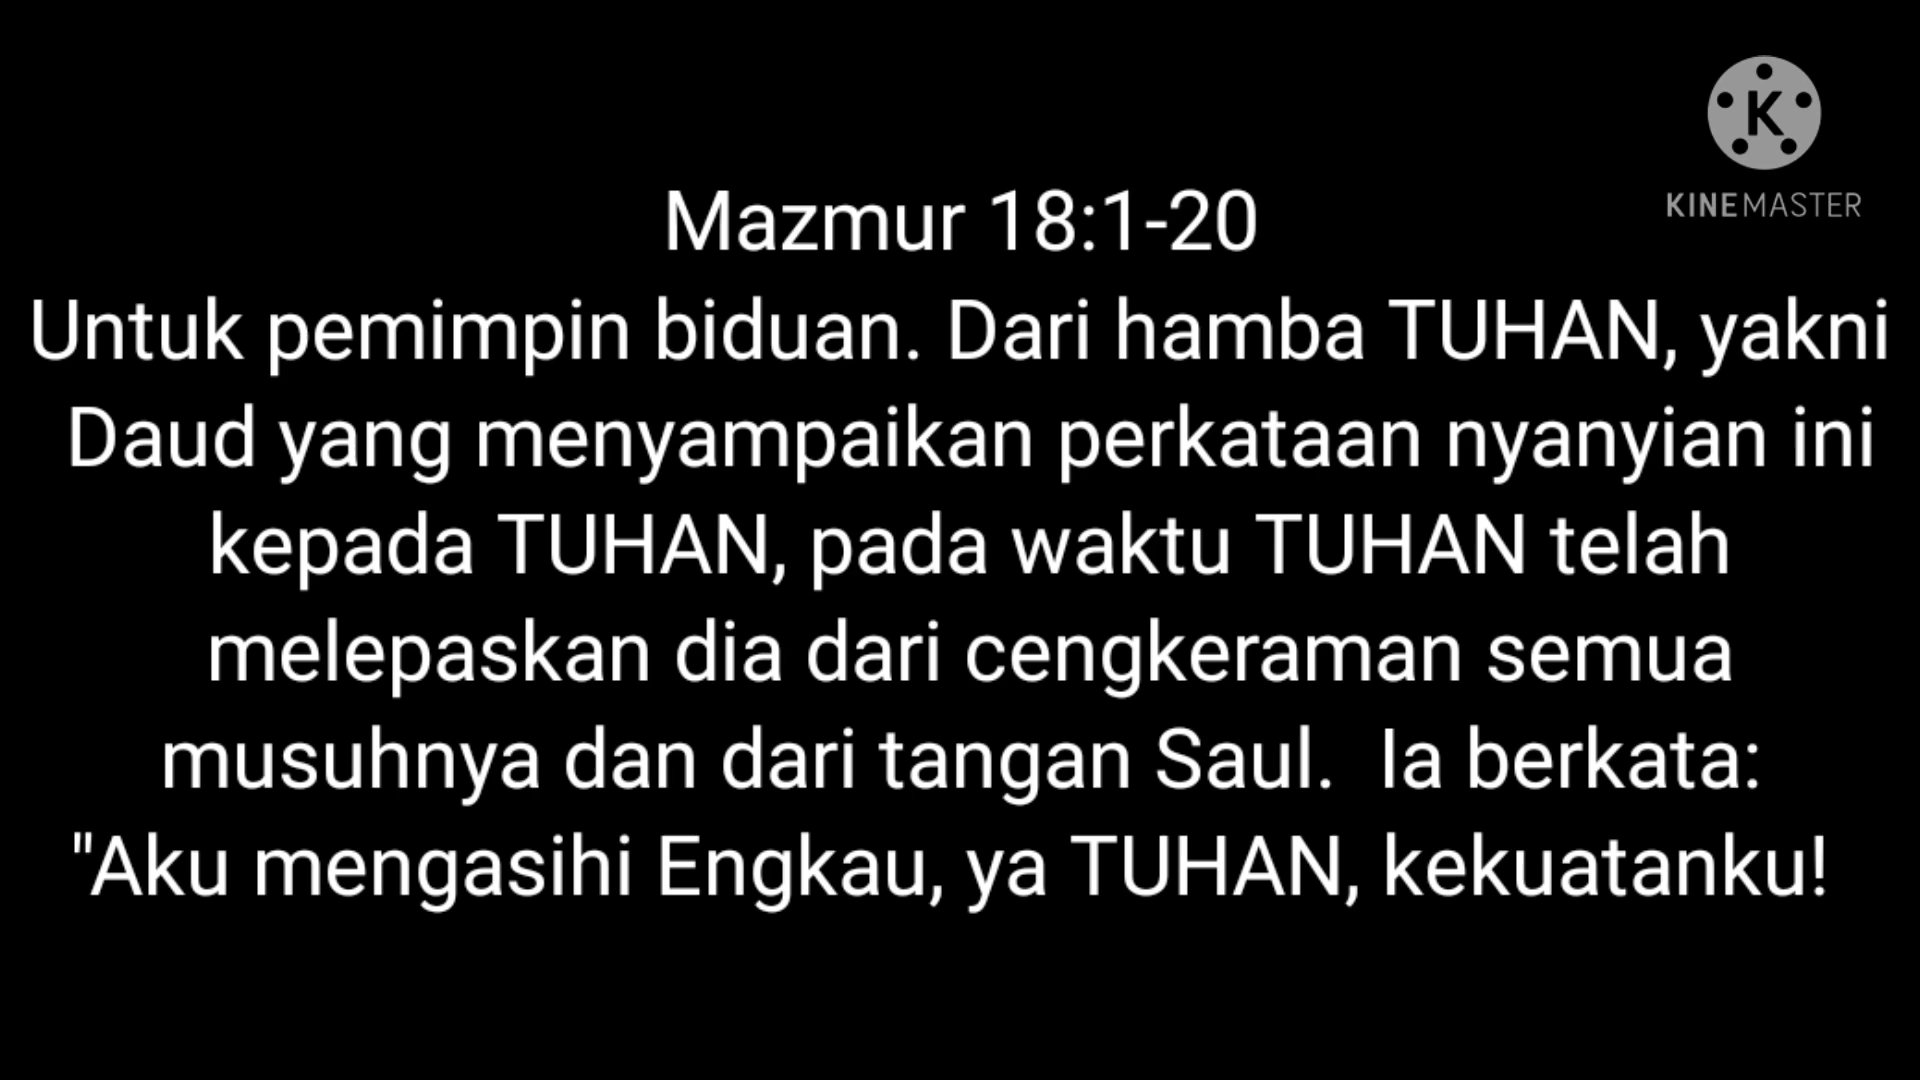 K
KINEMASTER
Mazmur 18:1-20
Untuk pemimpin biduan. Dari hamba TUHAN, yakni
Daud yang menyampaikan perkataan nyanyian ini
kepada TUHAN, pada waktu TUHAN telah
melepaskan dia dari cengkeraman semua
musuhnya dan dari tangan Saul.  Ia berkata:
"Aku mengasihi Engkau, ya TUHAN, kekuatanku!